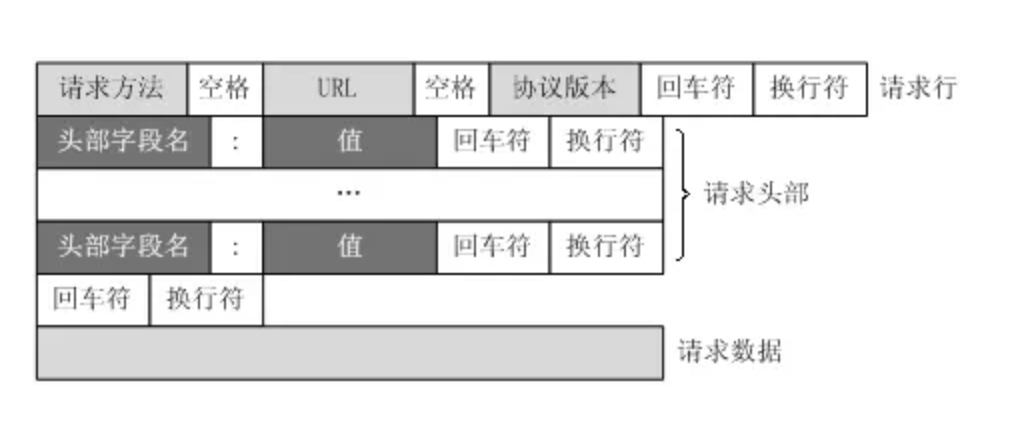 请求方法 空格 URL 空格 协议版本 回车符 换行符 请求行
头部字段名 : 值 回车符 换行符
… 请求头部
头部字段名 : 值 回车符 换行符
回车符 换行符
请求数据